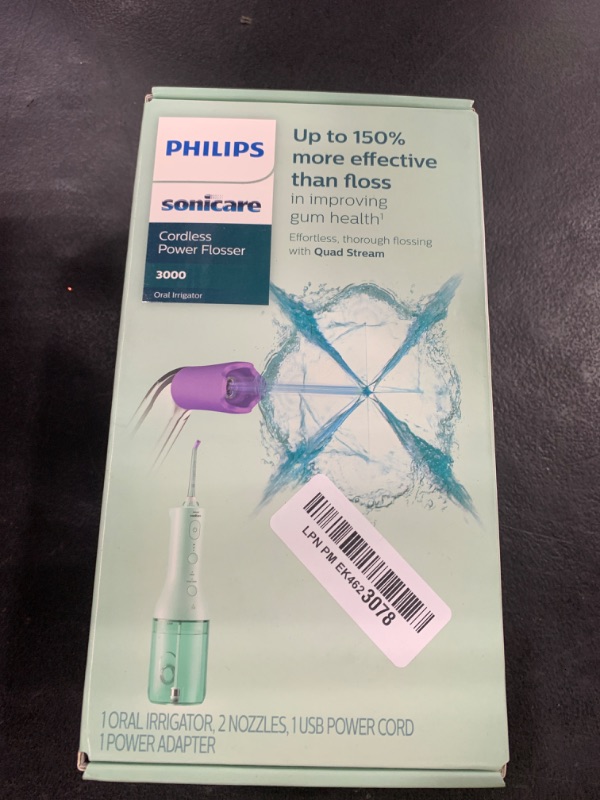 PHILIPS
sonicare
Cordless
Power Flosser
3000
Oral Irrigator
Up to 150%
more effective
than floss
in improving
gum health¹
Effortless, thorough flossing
with Quad Stream
LPN PM EK4623078
1 ORAL IRRIGATOR, 2 NOZZLES, 1 USB POWER CORD
1 POWER ADAPTER